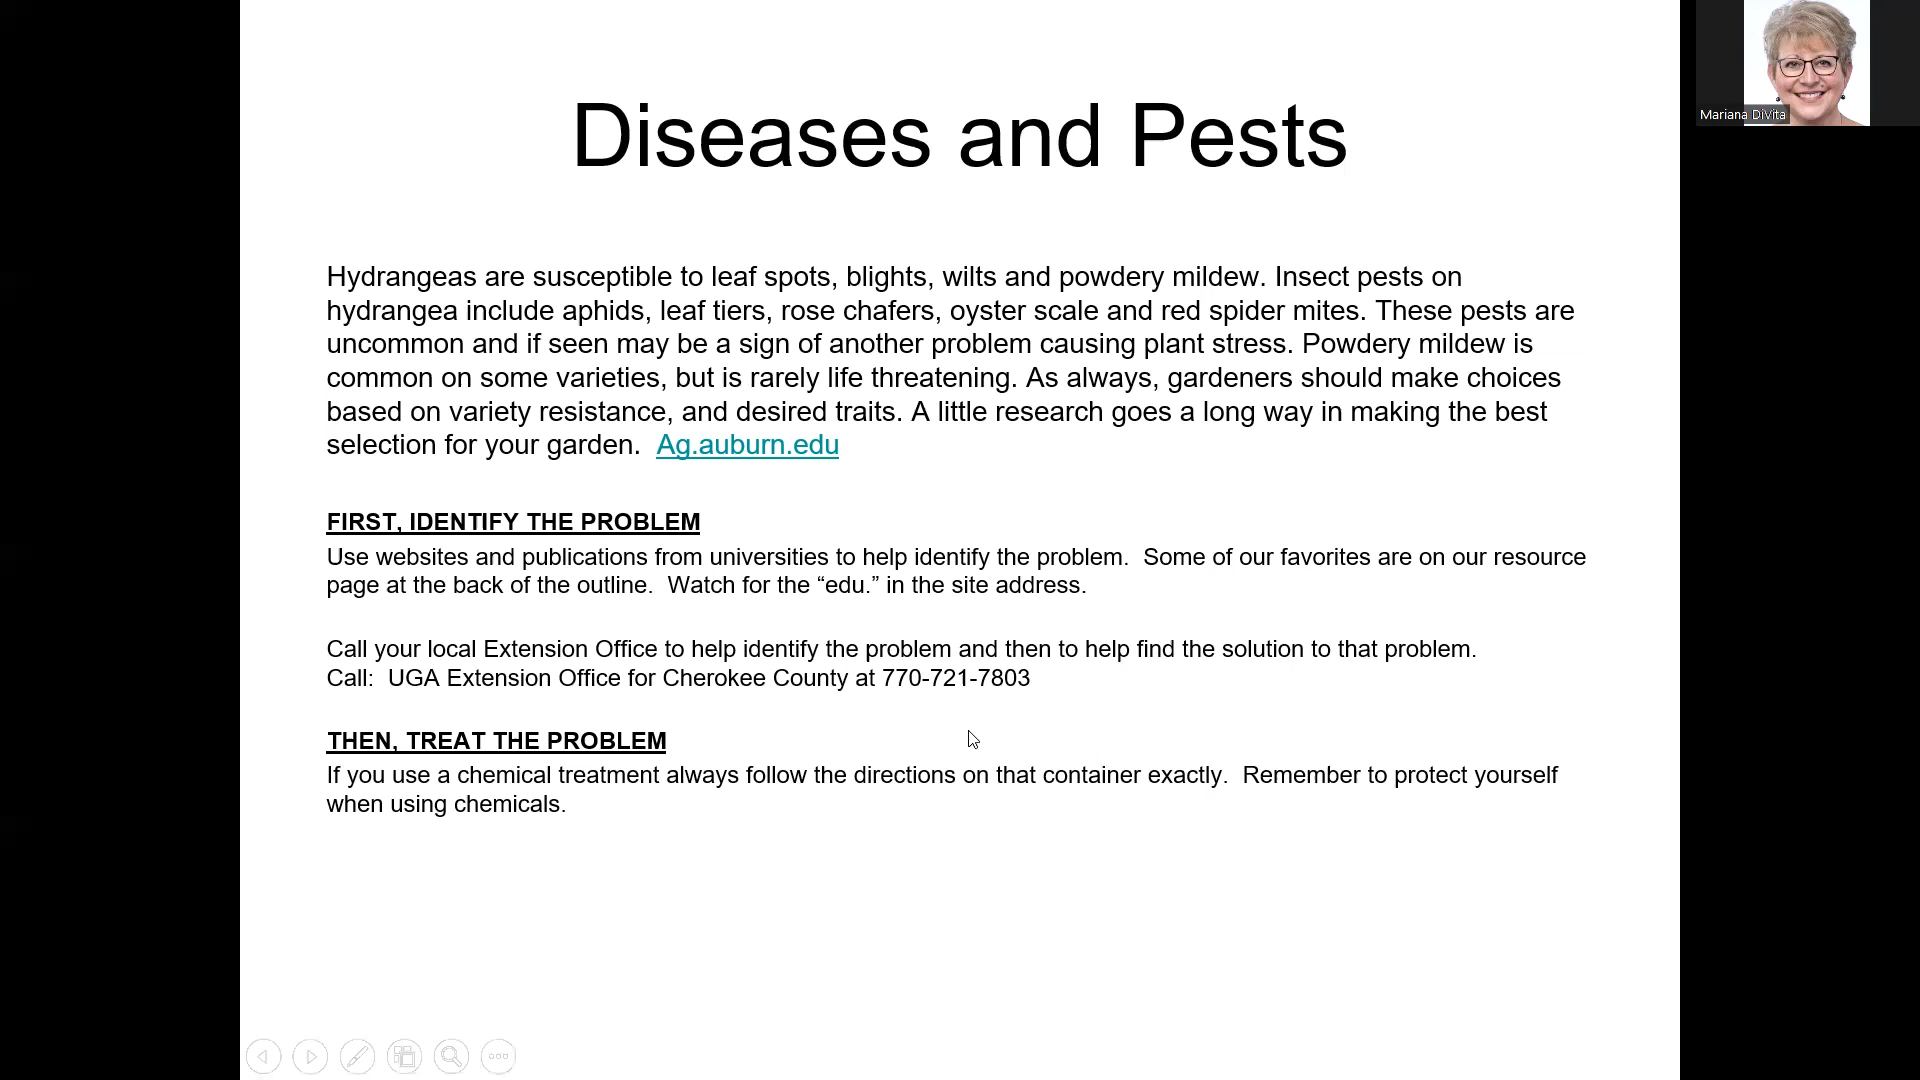 Diseases and Pests
Mariana DiVita
Hydrangeas are susceptible to leaf spots, blights, wilts and powdery mildew. Insect pests on
hydrangea include aphids, leaf tiers, rose chafers, oyster scale and red spider mites. These pests are
uncommon and if seen may be a sign of another problem causing plant stress. Powdery mildew is
common on some varieties, but is rarely life threatening. As always, gardeners should make choices
based on variety resistance, and desired traits. A little research goes a long way in making the best
selection for your garden.  Ag.auburn.edu
FIRST, IDENTIFY THE PROBLEM
Use websites and publications from universities to help identify the problem.  Some of our favorites are on our resource
page at the back of the outline.  Watch for the “edu.” in the site address.
Call your local Extension Office to help identify the problem and then to help find the solution to that problem.
Call:  UGA Extension Office for Cherokee County at 770-721-7803
THEN, TREAT THE PROBLEM
If you use a chemical treatment always follow the directions on that container exactly.  Remember to protect yourself
when using chemicals.